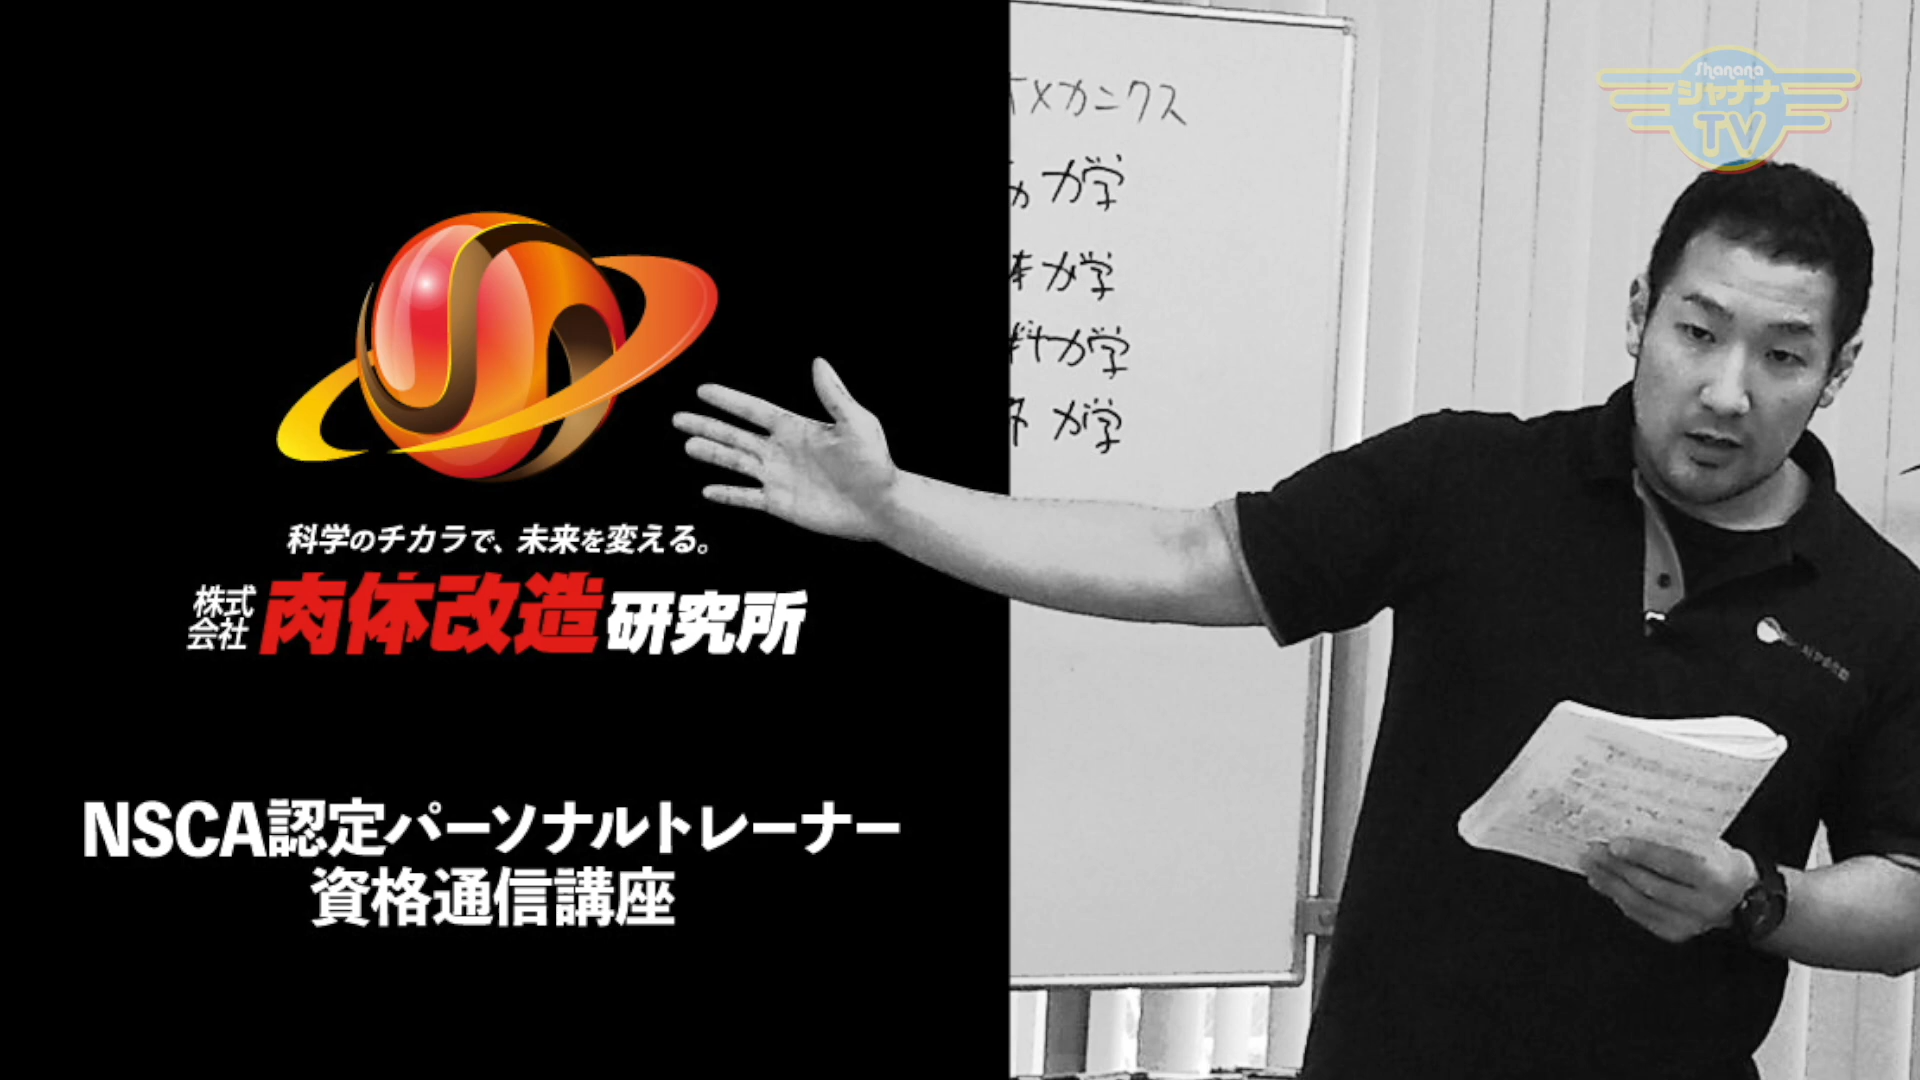 科学のチカラで、未来を変える。
株式会社 肉体改造研究所
NSCA認定パーソナルトレーナー
資格通信講座
メカニクス
力学
力学
力学
力学
Shanana
シャナナ
TV